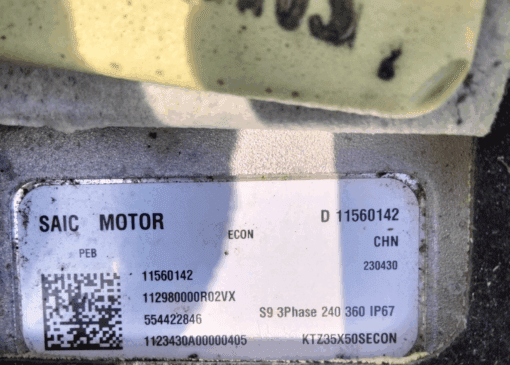 SAIC MOTOR
D 11560142
ECON
CHN
PEB
230430
11560142
112980000R02VX
554422846
S9 3Phase 240 360 IP67
1123430A00000405
KTZ35X50SECON